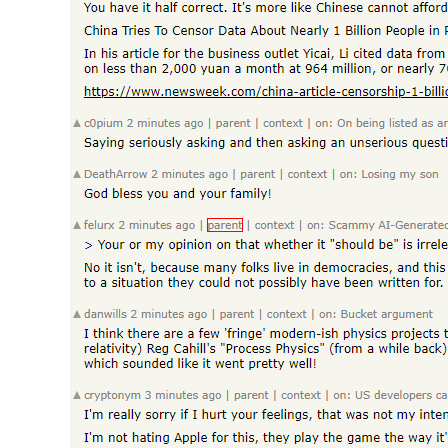 You have it half correct. It's more like Chinese cannot afford
China Tries To Censor Data About Nearly 1 Billion People in P
In his article for the business outlet Yicai, Li cited data from
on less than 2,000 yuan a month at 964 million, or nearly 7
https://www.newsweek.com/china-article-censorship-1-billi
c0pium 2 minutes ago | parent | context | on: On being listed as an
Saying seriously asking and then asking an unserious questi
DeathArrow 2 minutes ago | parent | context | on: Losing my son
God bless you and your family!
felurx 2 minutes ago | parent | context | on: Scammy AI-Generated
> Your or my opinion on that whether it "should be" is irrele
No it isn't, because many folks live in democracies, and this
to a situation they could not possibly have been written for.
danwills 2 minutes ago | parent | context | on: Bucket argument
I think there are a few 'fringe' modern-ish physics projects t
relativity) Reg Cahill's "Process Physics" (from a while back)
which sounded like it went pretty well!
cryptonym 3 minutes ago | parent | context | on: US developers ca
I'm really sorry if I hurt your feelings, that was not my inten
I'm not hating Apple for this, they play the game the way it'